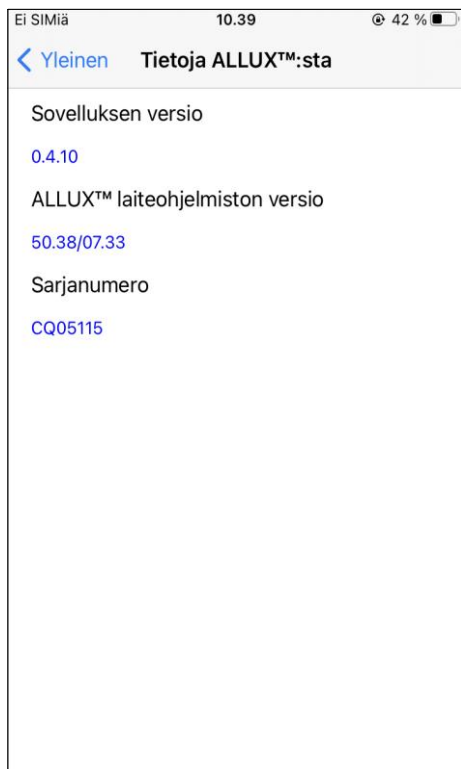 Ei SIMiä 10.39 42 %
Yleinen Tietoja ALLUX™:sta
Sovelluksen versio
0.4.10
ALLUX™ laiteohjelmiston versio
50.38/07.33
Sarjanumero
CQ05115